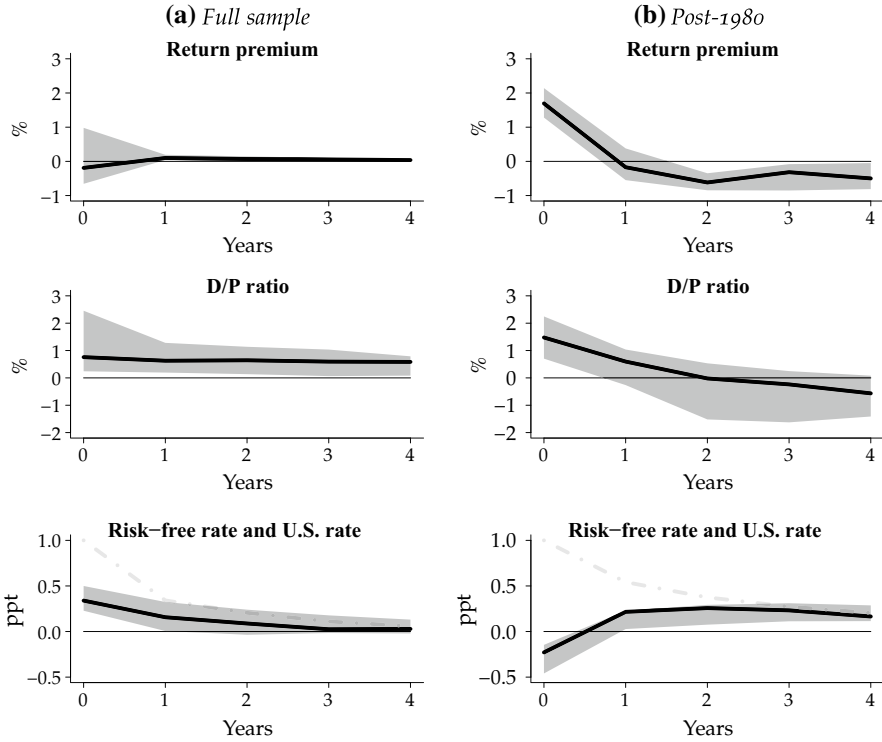 (a) Full sample
Return premium
3
2
1
0
−1
%
0 1 2 3 4
Years
D/P ratio
3
2
1
0
−1
−2
%
0 1 2 3 4
Years
Risk−free rate and U.S. rate
1.0
0.5
0.0
−0.5
ppt
0 1 2 3 4
Years
(b) Post-1980
Return premium
3
2
1
0
−1
%
0 1 2 3 4
Years
D/P ratio
3
2
1
0
−1
−2
%
0 1 2 3 4
Years
Risk−free rate and U.S. rate
1.0
0.5
0.0
−0.5
ppt
0 1 2 3 4
Years